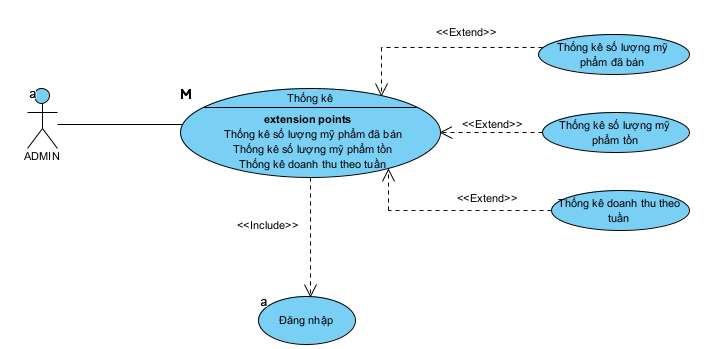 <<Extend>>
Thống kê số lượng mỹ
phẩm đã bán
a
M
Thống kê
extension points
Thống kê số lượng mỹ phẩm đã bán
Thống kê số lượng mỹ phẩm tồn
Thống kê doanh thu theo tuần
ADMIN
<<Extend>>
Thống kê số lượng mỹ
phẩm tồn
<<Extend>>
Thống kê doanh thu theo
tuần
<<Include>>
a
Đăng nhập